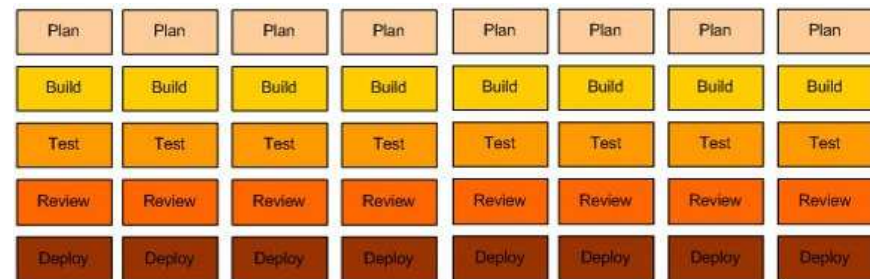 Plan Plan Plan Plan Plan Plan Plan Plan
Build Build Build Build Build Build Build Build
Test Test Test Test Test Test Test Test
Review Review Review Review Review Review Review Review
Deploy Deploy Deploy Deploy Deploy Deploy Deploy Deploy